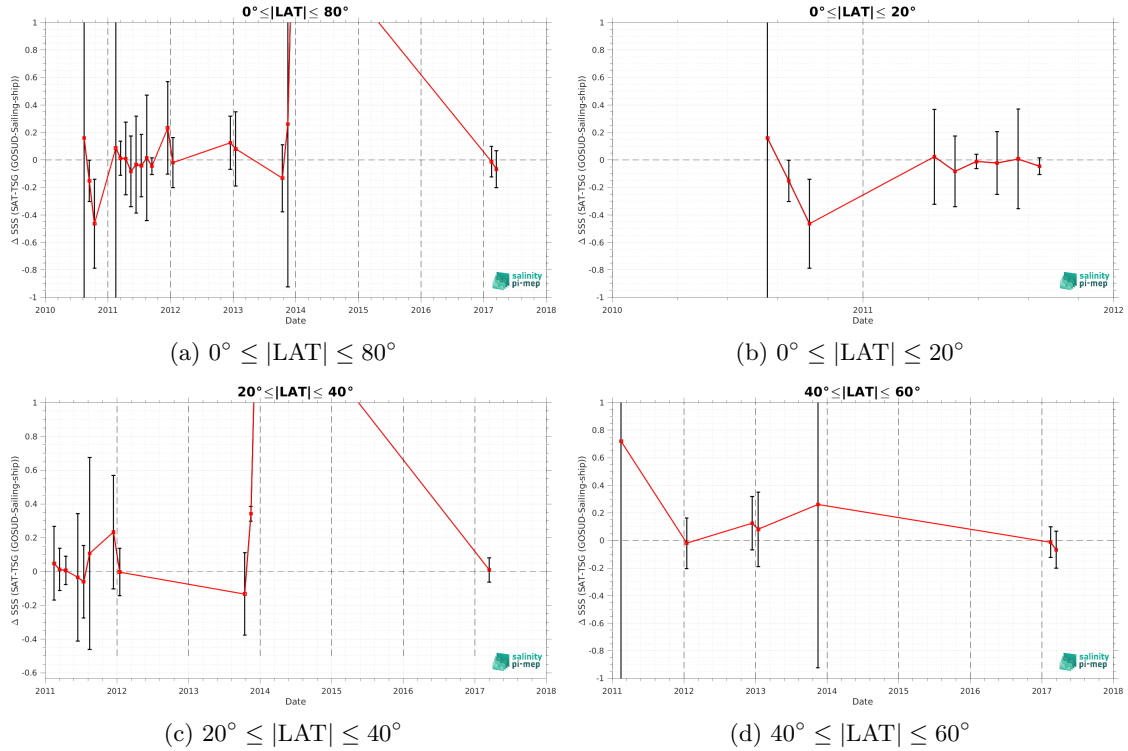 0°≤|LAT|≤ 80°
Δ SSS (SAT-TSG (GOSUD-Sailing-ship))
1
0.8
0.6
0.4
0.2
0
-0.2
-0.4
-0.6
-0.8
-1
2010 2011 2012 2013 2014 2015 2016 2017 2018
Date
salinity
pi-mep
(a) 0° ≤ |LAT| ≤ 80°
0°≤|LAT|≤ 20°
Δ SSS (SAT-TSG (GOSUD-Sailing-ship))
1
0.8
0.6
0.4
0.2
0
-0.2
-0.4
-0.6
-0.8
-1
2010 2011 2012
Date
salinity
pi-mep
(b) 0° ≤ |LAT| ≤ 20°
20°≤|LAT|≤ 40°
Δ SSS (SAT-TSG (GOSUD-Sailing-ship))
1
0.8
0.6
0.4
0.2
0
-0.2
-0.4
-0.6
2011 2012 2013 2014 2015 2016 2017 2018
Date
salinity
pi-mep
(c) 20° ≤ |LAT| ≤ 40°
40°≤|LAT|≤ 60°
Δ SSS (SAT-TSG (GOSUD-Sailing-ship))
1
0.8
0.6
0.4
0.2
0
-0.2
-0.4
-0.6
-0.8
-1
2011 2012 2013 2014 2015 2016 2017 2018
Date
salinity
pi-mep
(d) 40° ≤ |LAT| ≤ 60°